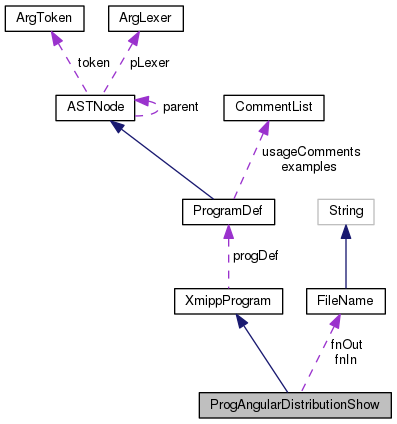 ArgToken
ArgLexer
token
pLexer
ASTNode
parent
CommentList
usageComments
examples
ProgramDef
String
progDef
XmippProgram
FileName
fnOut
fnIn
ProgAngularDistributionShow